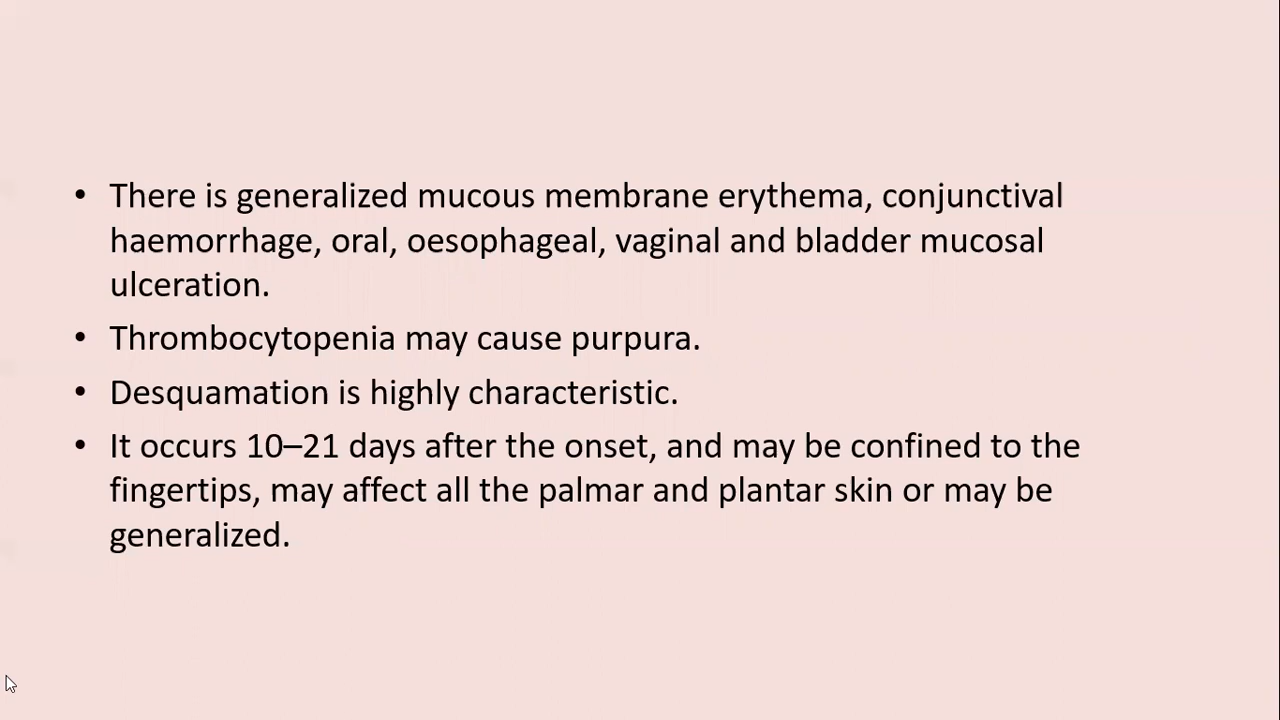 • There is generalized mucous membrane erythema, conjunctival
haemorrhage, oral, oesophageal, vaginal and bladder mucosal
ulceration.
• Thrombocytopenia may cause purpura.
• Desquamation is highly characteristic.
• It occurs 10–21 days after the onset, and may be confined to the
fingertips, may affect all the palmar and plantar skin or may be
generalized.